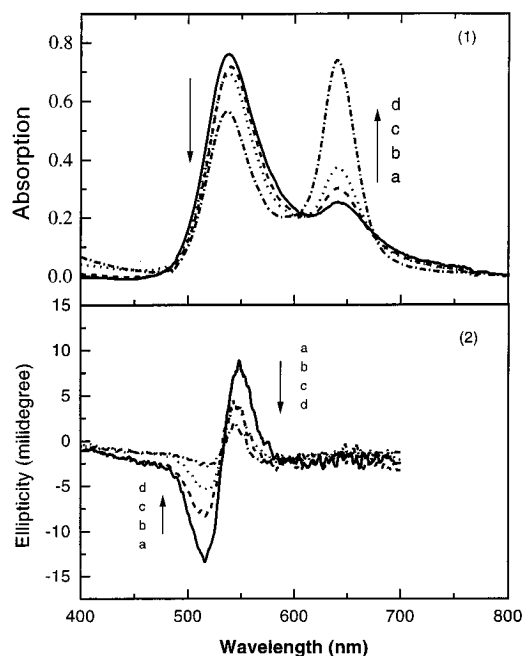 (1)
0.8
0.6
0.4
0.2
0.0
Absorption
d
c
b
a
(2)
15
10
5
0
-5
-10
-15
Ellipticity (milidegree)
a
b
c
d
d
c
b
a
400 500 600 700 800
Wavelength (nm)